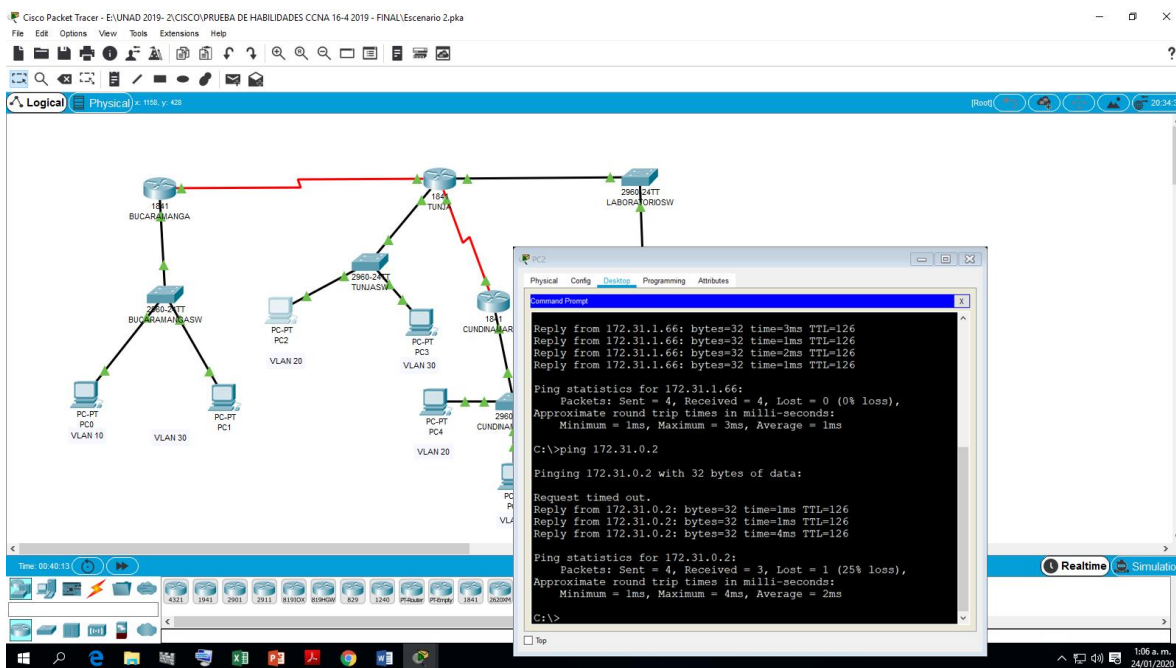 Cisco Packet Tracer - E:\UNAD 2019- 2\CISCO\PRUEBA DE HABILIDADES CCNA 16-4 2019 - FINAL\Escenario 2.pka
File Edit Options View Tools Extensions Help
?
Logical Physical x: 1158, y: 428 [Root] 20:34:3
1841
BUCARAMANGA
1841
TUNJA
2960-24TT
LABORATORIOSW
2960-24TT
TUNJASW
2960-24TT
BUCARAMANGASW
1841
CUNDINAMAR
PC-PT
PC2
VLAN 20
PC-PT
PC3
VLAN 30
PC-PT
PC0
VLAN 10
PC-PT
PC1
VLAN 30
PC-PT
PC4
VLAN 20
2960
CUNDINA
PC
VLA
PC2
Physical Config Desktop Programming Attributes
Command Prompt X
Reply from 172.31.1.66: bytes=32 time=3ms TTL=126
Reply from 172.31.1.66: bytes=32 time=1ms TTL=126
Reply from 172.31.1.66: bytes=32 time=2ms TTL=126
Reply from 172.31.1.66: bytes=32 time=1ms TTL=126
Ping statistics for 172.31.1.66:
Packets: Sent = 4, Received = 4, Lost = 0 (0% loss),
Approximate round trip times in milli-seconds:
Minimum = 1ms, Maximum = 3ms, Average = 1ms
C:\>ping 172.31.0.2
Pinging 172.31.0.2 with 32 bytes of data:
Request timed out.
Reply from 172.31.0.2: bytes=32 time=1ms TTL=126
Reply from 172.31.0.2: bytes=32 time=1ms TTL=126
Reply from 172.31.0.2: bytes=32 time=4ms TTL=126
Ping statistics for 172.31.0.2:
Packets: Sent = 4, Received = 3, Lost = 1 (25% loss),
Approximate round trip times in milli-seconds:
Minimum = 1ms, Maximum = 4ms, Average = 2ms
C:\>
Top
Time: 00:40:13 Realtime Simulatio
4321 1941 2901 2911 819IOX 819HGW 829 1240 PT-Router PT-Empty 1841 2620XM
1:06 a. m.
24/01/2020